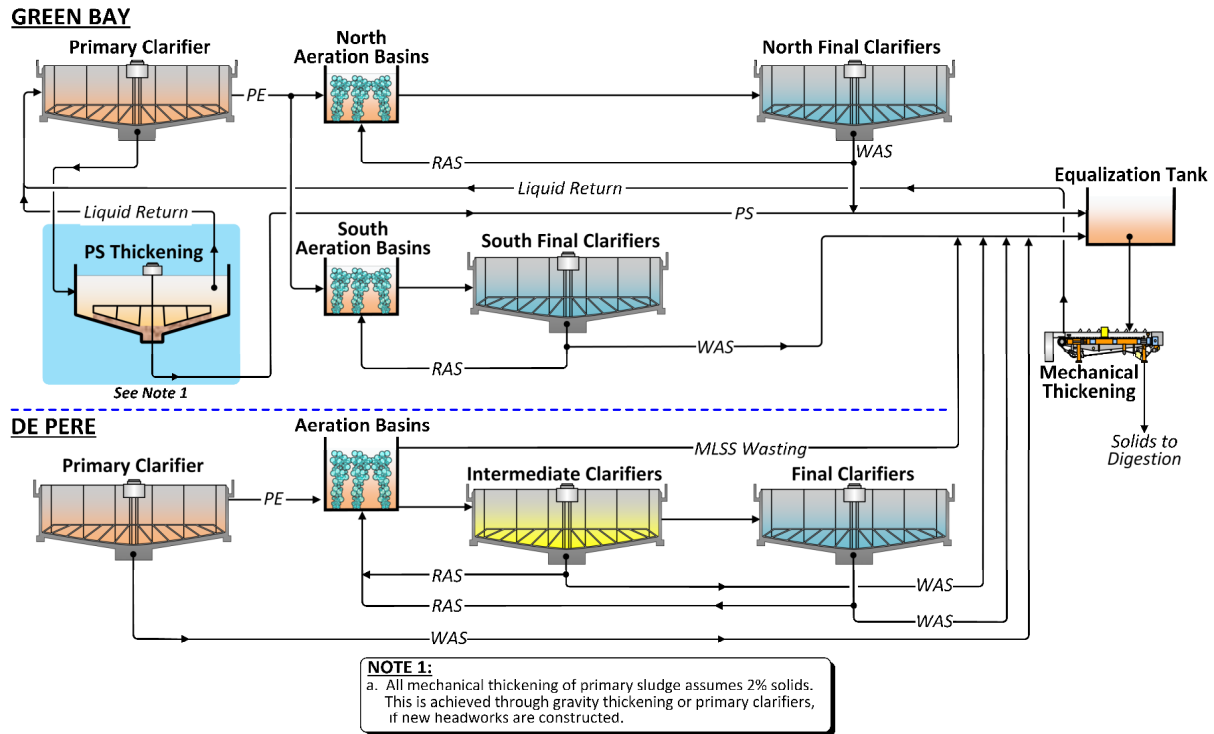 GREEN BAY
Primary Clarifier
North
Aeration Basins
North Final Clarifiers
PE
RAS
WAS
Equalization Tank
Liquid Return
Liquid Return
PS
PS Thickening
South
Aeration Basins
South Final Clarifiers
RAS
WAS
Mechanical
Thickening
See Note 1
Solids to
Digestion
DE PERE
Aeration Basins
MLSS Wasting
Primary Clarifier
Intermediate Clarifiers
Final Clarifiers
PE
RAS
WAS
RAS
WAS
WAS
NOTE 1:
a. All mechanical thickening of primary sludge assumes 2% solids.
This is achieved through gravity thickening or primary clarifiers,
if new headworks are constructed.